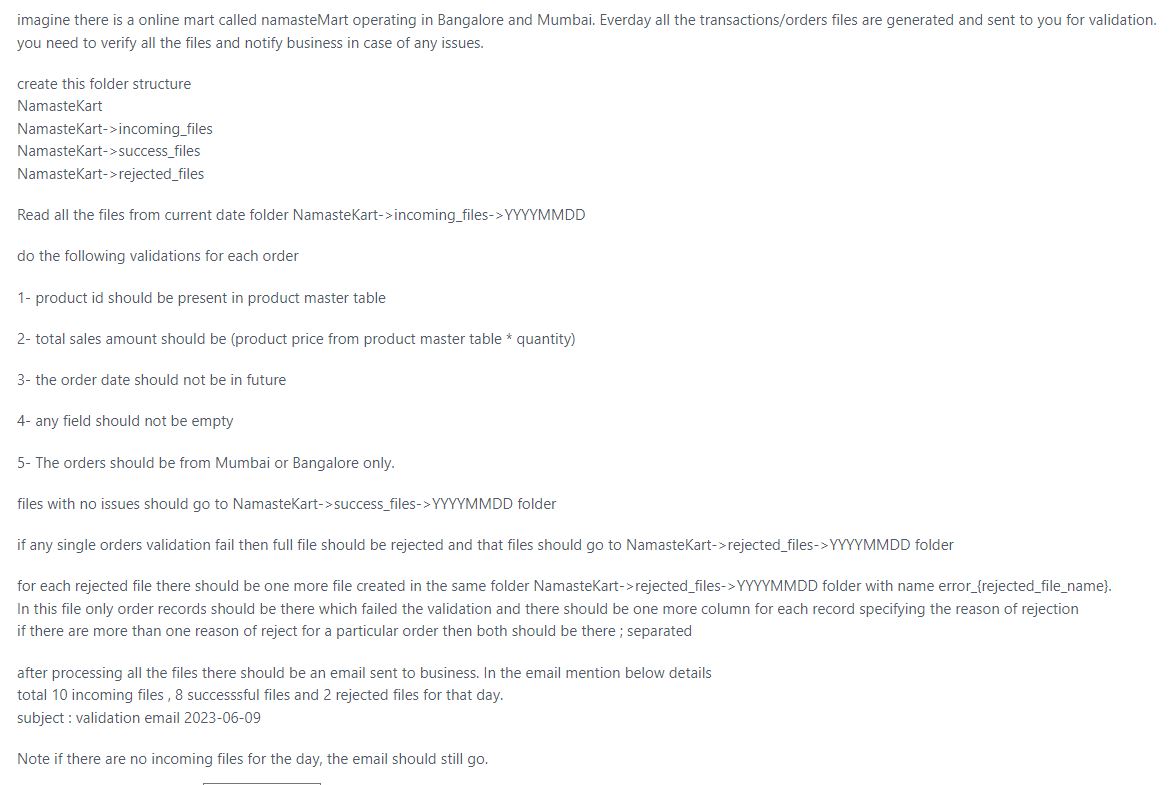 imagine there is a online mart called namasteMart operating in Bangalore and Mumbai. Everday all the transactions/orders files are generated and sent to you for validation.
you need to verify all the files and notify business in case of any issues.
create this folder structure
NamasteKart
NamasteKart->incoming_files
NamasteKart->success_files
NamasteKart->rejected_files
Read all the files from current date folder NamasteKart->incoming_files->YYYYMMDD
do the following validations for each order
1- product id should be present in product master table
2- total sales amount should be (product price from product master table * quantity)
3- the order date should not be in future
4- any field should not be empty
5- The orders should be from Mumbai or Bangalore only.
files with no issues should go to NamasteKart->success_files->YYYYMMDD folder
if any single orders validation fail then full file should be rejected and that files should go to NamasteKart->rejected_files->YYYYMMDD folder
for each rejected file there should be one more file created in the same folder NamasteKart->rejected_files->YYYYMMDD folder with name error_{rejected_file_name}.
In this file only order records should be there which failed the validation and there should be one more column for each record specifying the reason of rejection
if there are more than one reason of reject for a particular order then both should be there ; separated
after processing all the files there should be an email sent to business. In the email mention below details
total 10 incoming files , 8 successsful files and 2 rejected files for that day.
subject : validation email 2023-06-09
Note if there are no incoming files for the day, the email should still go.